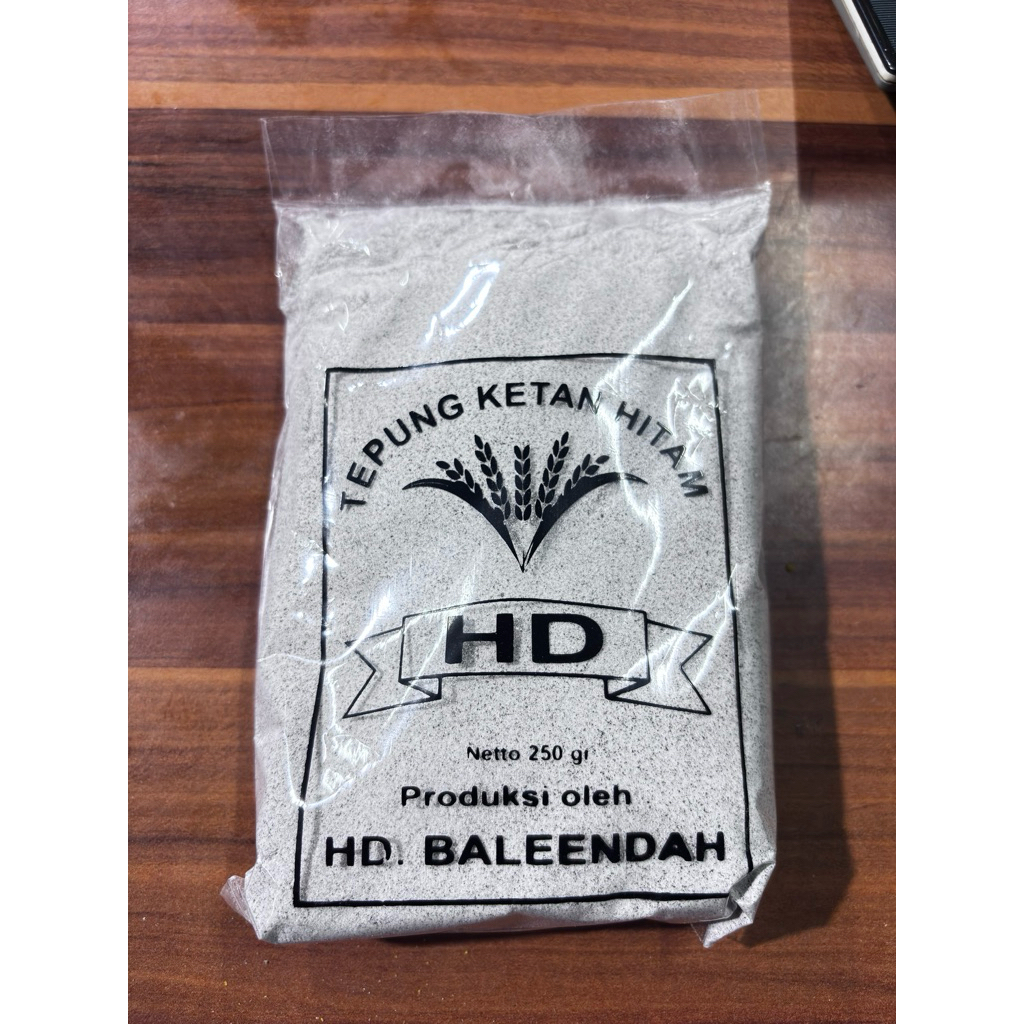 TEPUNG KETAN HITAM
HD
Netto 250 gr
Produksi oleh
HD. BALEENDAH